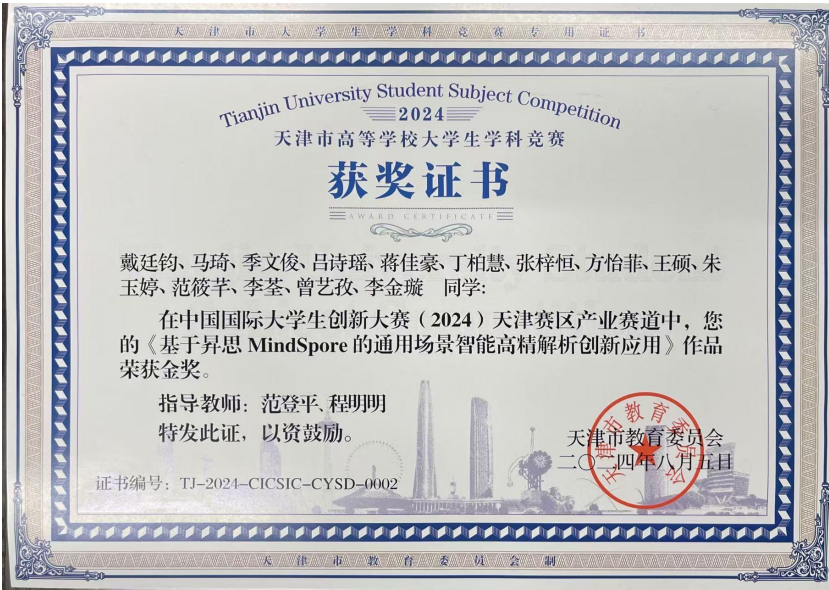 天津市大学生学科竞赛专用证书
Tianjin University Student Subject Competition
2024
天津市高等学校大学生学科竞赛
获奖证书
AWARD CERTIFICATE
戴廷钧、马琦、季文俊、吕诗瑶、蒋佳豪、丁柏慧、张梓恒、方怡菲、王硕、朱
玉婷、范筱芊、李荃、曾艺孜、李金璇 同学:
在中国国际大学生创新大赛（2024）天津赛区产业赛道中，您
的《基于昇思 MindSpore 的通用场景智能高精解析创新应用》作品
荣获金奖。
指导教师：范登平、程明明
特发此证，以资鼓励。
天津市教育委员会
二〇二四年八月五日
天津市教育委员会
证书编号：TJ-2024-CICSIC-CYSD-0002
天津市教育委员会制